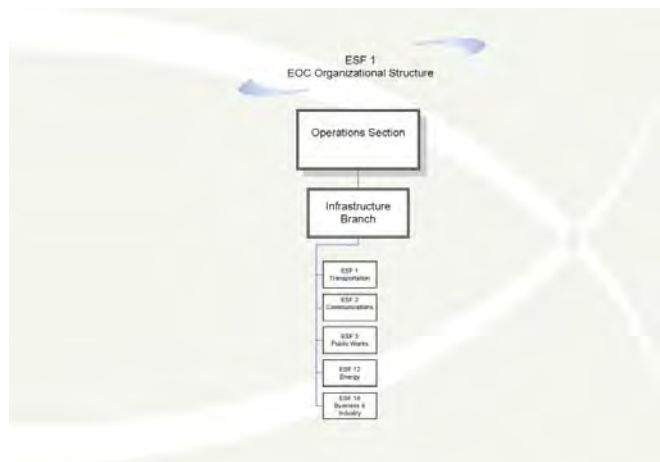 ESF 1
EOC Organizational Structure
Operations Section
Infrastructure
Branch
ESF 1
Transportation
ESF 2
Communications
ESF 3
Public Works
ESF 12
Energy
ESF 18
Business &
Industry